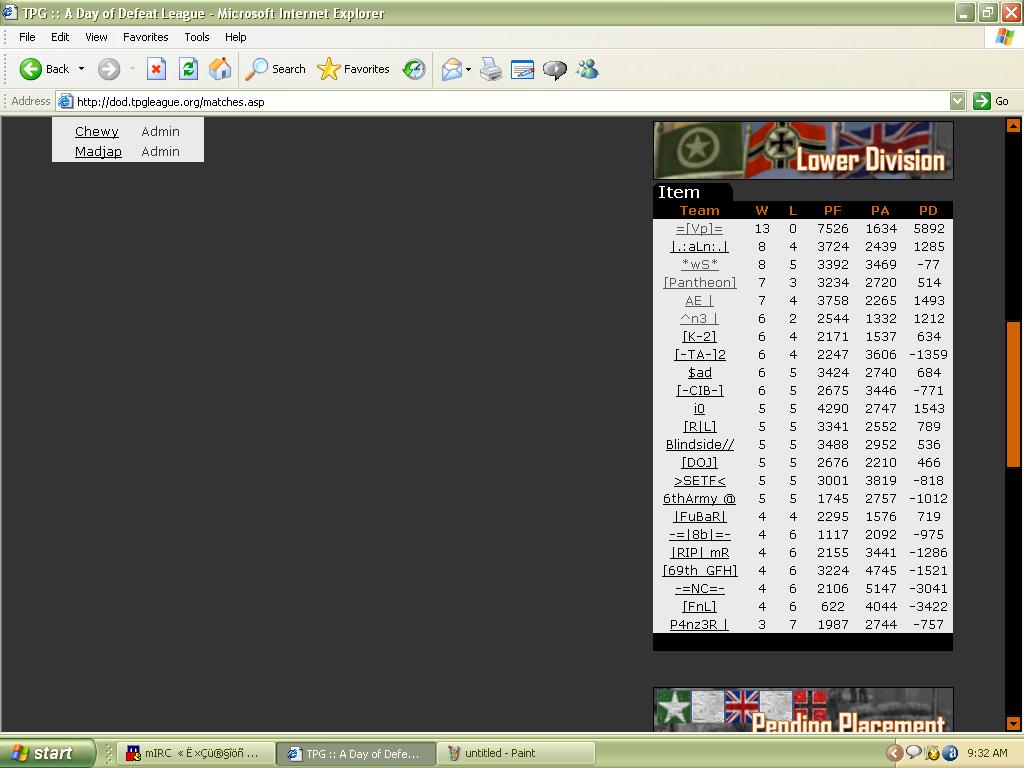 TPG :: A Day of Defeat League - Microsoft Internet Explorer
File Edit View Favorites Tools Help
Back Search Favorites
Address http://dod.tpgleague.org/matches.asp Go
Chewy Admin
Madjap Admin
Lower Division
Item
Team W L PF PA PD
=[Vp]= 13 0 7526 1634 5892
|.:aLn:.| 8 4 3724 2439 1285
*wS* 8 5 3392 3469 -77
[Pantheon] 7 3 3234 2720 514
AE | 7 4 3758 2265 1493
^n3 | 6 2 2544 1332 1212
[K-2] 6 4 2171 1537 634
[-TA-]2 6 4 2247 3606 -1359
$ad 6 5 3424 2740 684
[-CIB-] 6 5 2675 3446 -771
i0 5 5 4290 2747 1543
[R|L] 5 5 3341 2552 789
Blindside// 5 5 3488 2952 536
[DOJ] 5 5 2676 2210 466
>SETF< 5 5 3001 3819 -818
6thArmy @ 5 5 1745 2757 -1012
|FuBaR| 4 4 2295 1576 719
-=|8b|=- 4 6 1117 2092 -975
|RIP| mR 4 6 2155 3441 -1286
[69th_GFH] 4 6 3224 4745 -1521
-=NC=- 4 6 2106 5147 -3041
[FnL] 4 6 622 4044 -3422
P4nz3R | 3 7 1987 2744 -757
Pending Placement
start mIRC « Ë×Çü®§ïöñ ... TPG :: A Day of Defe... untitled - Paint 9:32 AM